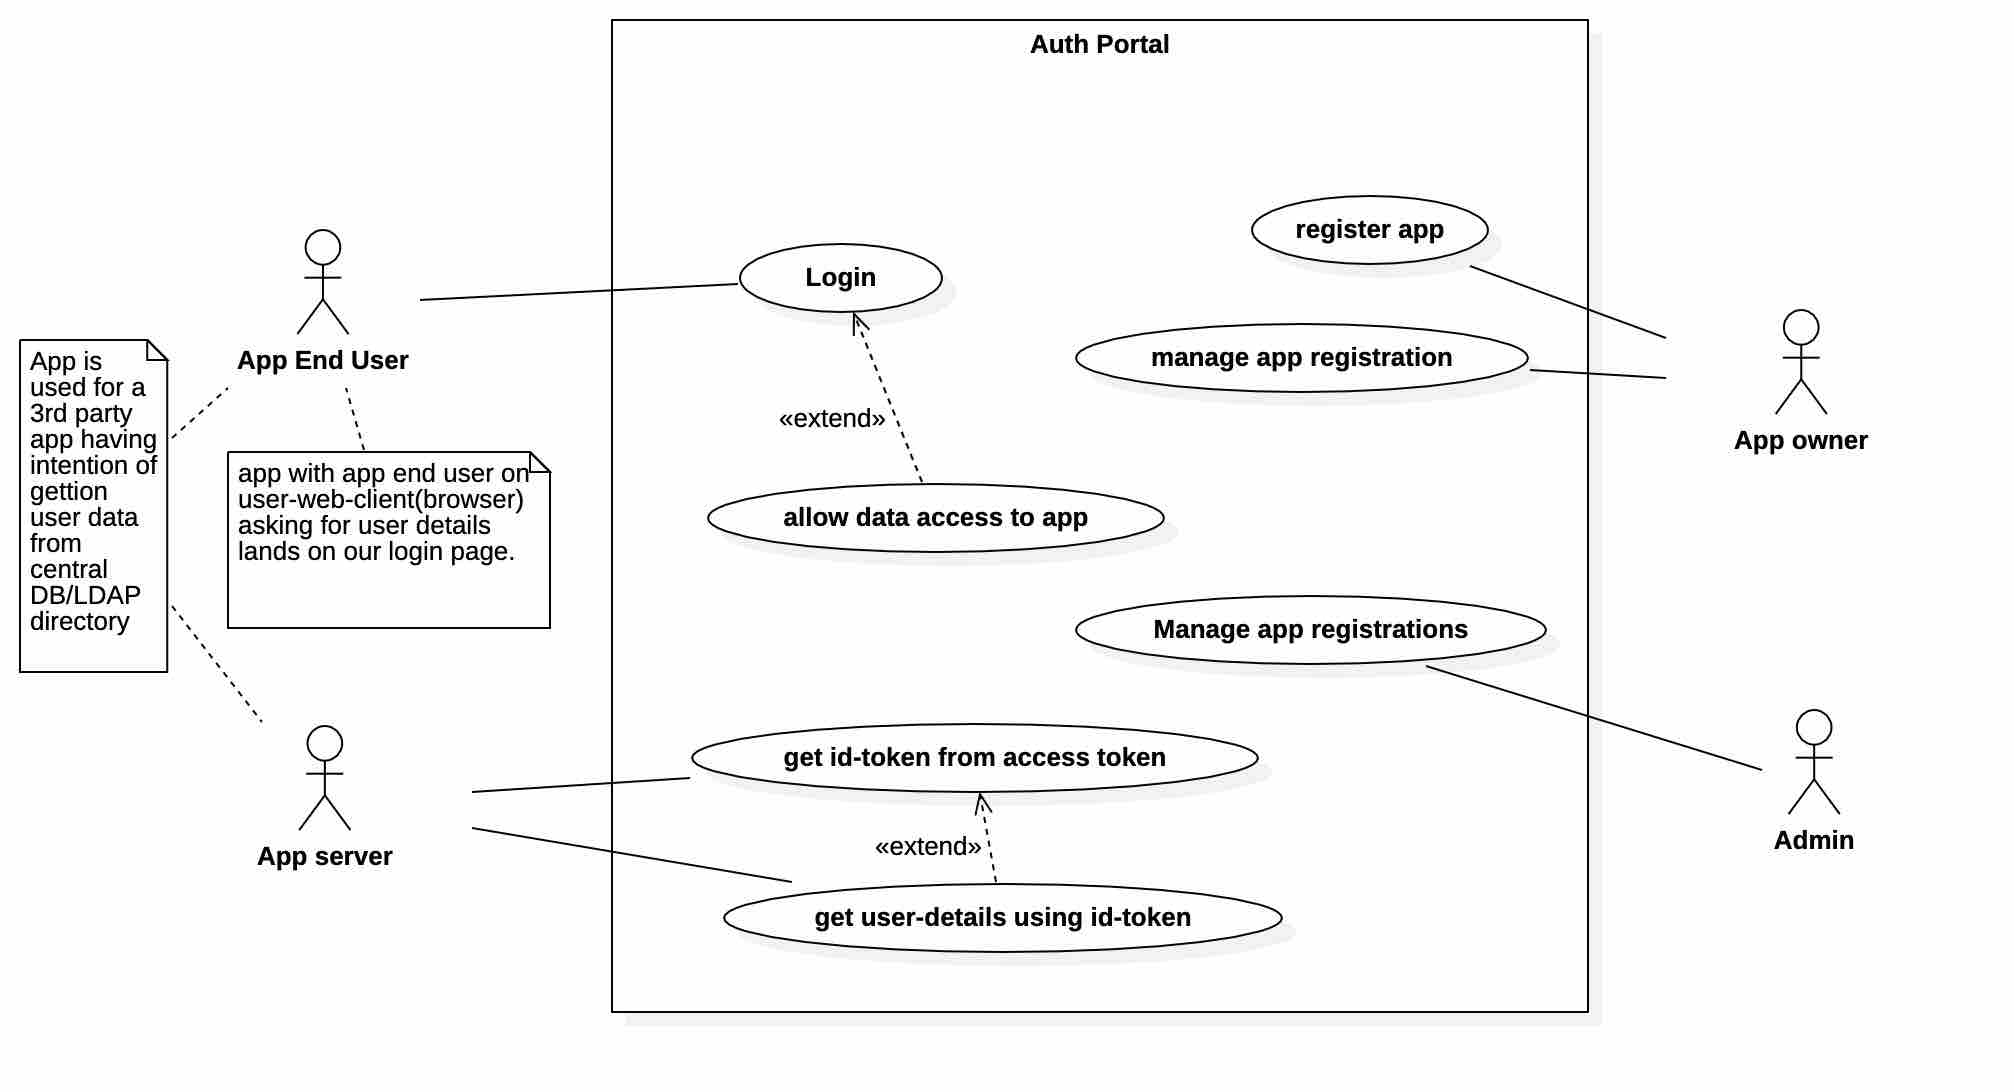 Auth Portal
register app
Login
manage app registration
App End User
App is
used for a
3rd party
app having
intention of
gettion
user data
from
central
DB/LDAP
directory
«extend»
App owner
app with app end user on
user-web-client(browser)
asking for user details
lands on our login page.
allow data access to app
Manage app registrations
get id-token from access token
App server
«extend»
Admin
get user-details using id-token